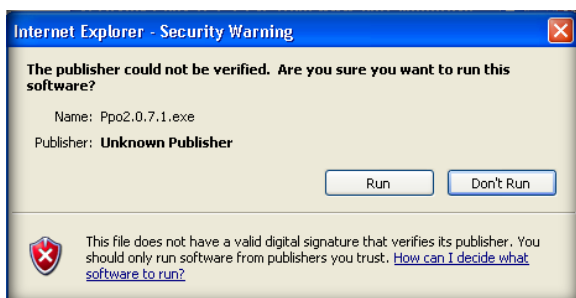 Internet Explorer - Security Warning
The publisher could not be verified.  Are you sure you want to run this
software?
Name: Ppo2.0.7.1.exe
Publisher: Unknown Publisher
Run Don't Run
This file does not have a valid digital signature that verifies its publisher. You
should only run software from publishers you trust. How can I decide what
software to run?